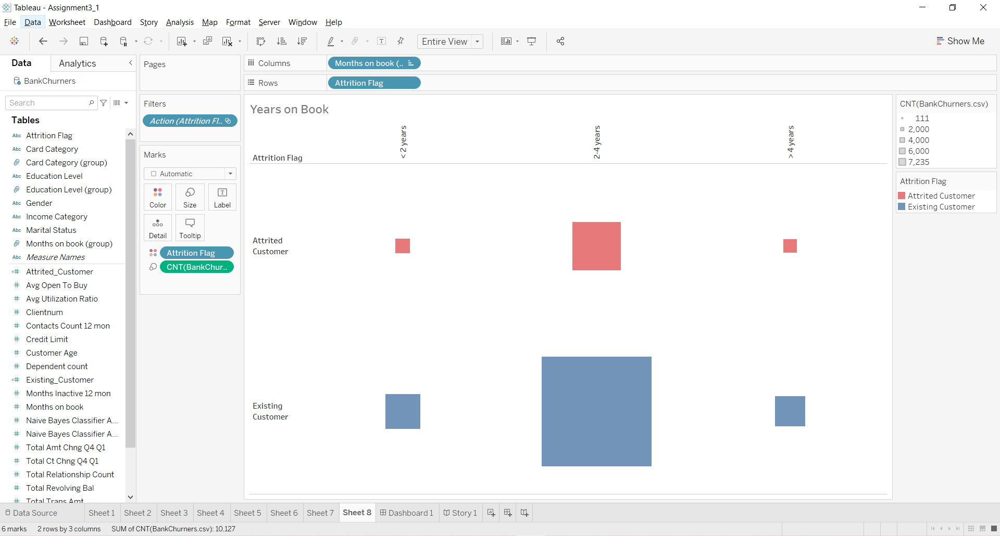 Tableau - Assignment3_1
File Data Worksheet Dashboard Story Analysis Map Format Server Window Help
Entire View
Show Me
Data Analytics
BankChurners
Search
Tables
Abc Attrition Flag
Abc Card Category
Card Category (group)
Abc Education Level
Education Level (group)
Abc Gender
Abc Income Category
Abc Marital Status
Months on book (group)
Abc Measure Names
=# Attrited_Customer
# Avg Open To Buy
# Avg Utilization Ratio
# Clientnum
# Contacts Count 12 mon
# Credit Limit
# Customer Age
# Dependent count
=# Existing_Customer
# Months Inactive 12 mon
# Months on book
# Naive Bayes Classifier A...
# Naive Bayes Classifier A...
# Total Amt Chng Q4 Q1
# Total Ct Chng Q4 Q1
# Total Relationship Count
# Total Revolving Bal
# Total Trans Amt
Pages
Filters
Action (Attrition Fl..
Marks
Automatic
Color Size Label
Detail Tooltip
Attrition Flag
CNT(BankChur..
Columns Months on book (..
Rows Attrition Flag
Years on Book
< 2 years
2-4 years
> 4 years
Attrition Flag
Attrited
Customer
Existing
Customer
CNT(BankChurners.csv)
111
2,000
4,000
6,000
7,235
Attrition Flag
Attrited Customer
Existing Customer
Data Source Sheet 1 Sheet 2 Sheet 3 Sheet 4 Sheet 5 Sheet 6 Sheet 7 Sheet 8 Dashboard 1 Story 1
6 marks 2 rows by 3 columns SUM of CNT(BankChurners.csv): 10,127